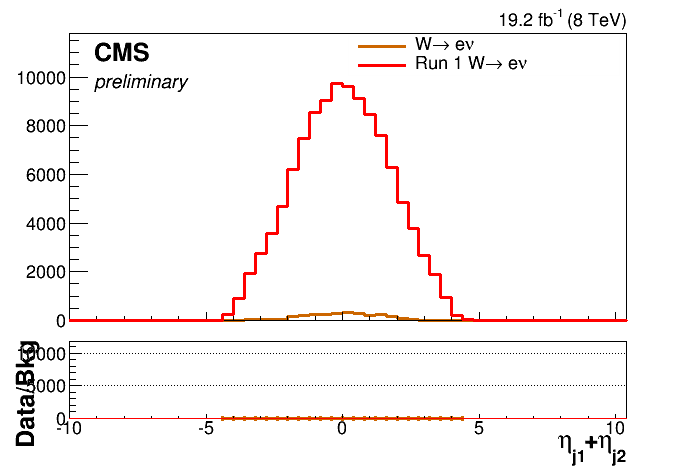 19.2 fb-1 (8 TeV)
CMS
preliminary
W→ eν
Run 1 W→ eν
10000
8000
6000
4000
2000
0
Data/Bkg
10000
5000
0
-10 -5 0 5 10
ηj1+ηj2